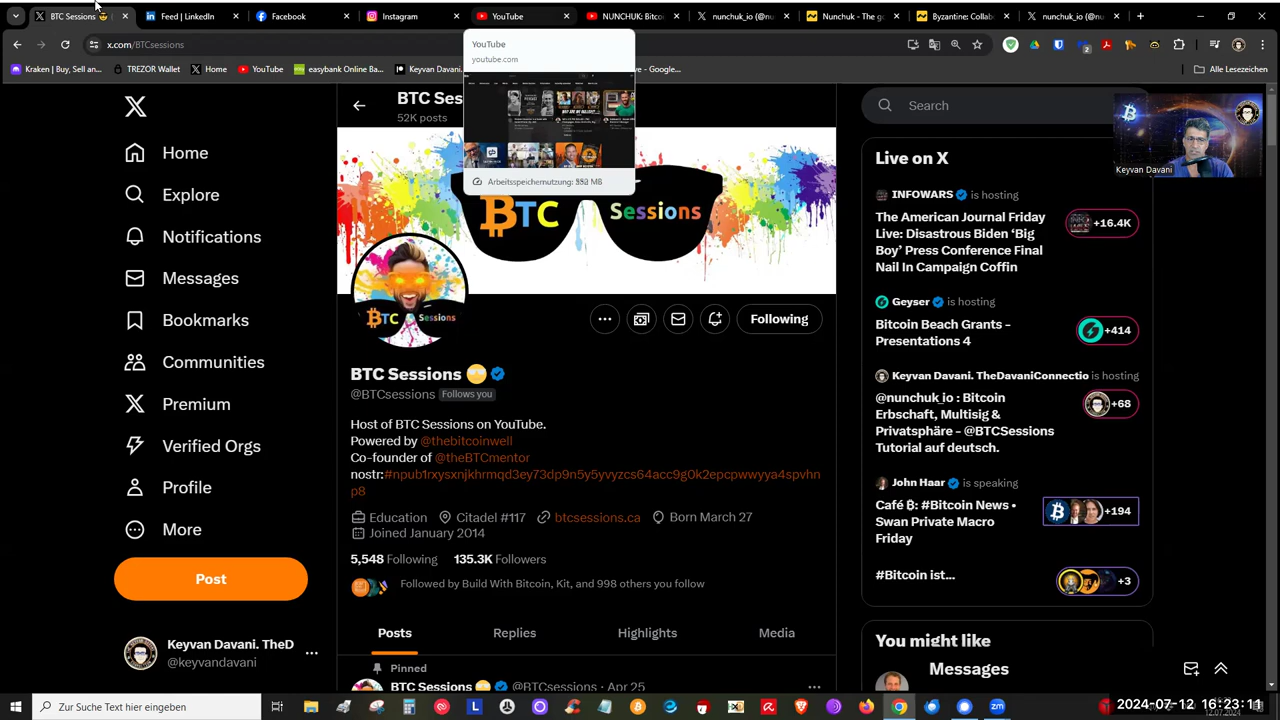 BTC Sessions
Feed | LinkedIn
Facebook
Instagram
YouTube
NUNCHUK: Bitco
nunchuk_io (@nu
Nunchuk - The go
Byzantine: Collab
nunchuk_io (@nu
x.com/BTCsessions
Kraken | Buy, Sell an...
TREZOR Wallet
Home
YouTube
easybank Online Ba...
Keyvan Davani.
- Google...
Alle Lesezeichen
YouTube
youtube.com
Arbeitsspeichernutzung:
BTC Ses
52K posts
Home
Explore
Notifications
Messages
Bookmarks
Communities
Premium
Verified Orgs
Profile
More
Post
Keyvan Davani. TheD
@keyvandavani
BTC Sessions
BTC Sessions
Following
BTC Sessions
@BTCsessions Follows you
Host of BTC Sessions on YouTube.
Powered by @thebitcoinwell
Co-founder of @theBTCmentor
nostr:#npub1rxysxnjkhrmqd3ey73dp9n5y5yvyzcs64acc9g0k2epcpwwyya4spvhn
p8
Education Citadel #117 btcsessions.ca Born March 27
Joined January 2014
5,548 Following 135.3K Followers
Followed by Build With Bitcoin, Kit, and 998 others you follow
Posts Replies Highlights Media
Pinned
BTC Sessions @BTCsessions · Apr 25
Search
Keyvan Davani
Live on X
INFOWARS is hosting
The American Journal Friday
Live: Disastrous Biden 'Big
Boy' Press Conference Final
Nail In Campaign Coffin
+16.4K
Geyser is hosting
Bitcoin Beach Grants –
Presentations 4
+414
Keyvan Davani. TheDavaniConnectio is hosting
@nunchuk_io : Bitcoin
Erbschaft, Multisig &
Privatsphäre - @BTCSessions
Tutorial auf deutsch.
+68
John Haar is speaking
Café ₿: #Bitcoin News •
Swan Private Macro
Friday
+194
#Bitcoin ist...
+3
You might like
Messages
Zur Suche Text hier eingeben
2024-07-12 16:23:11